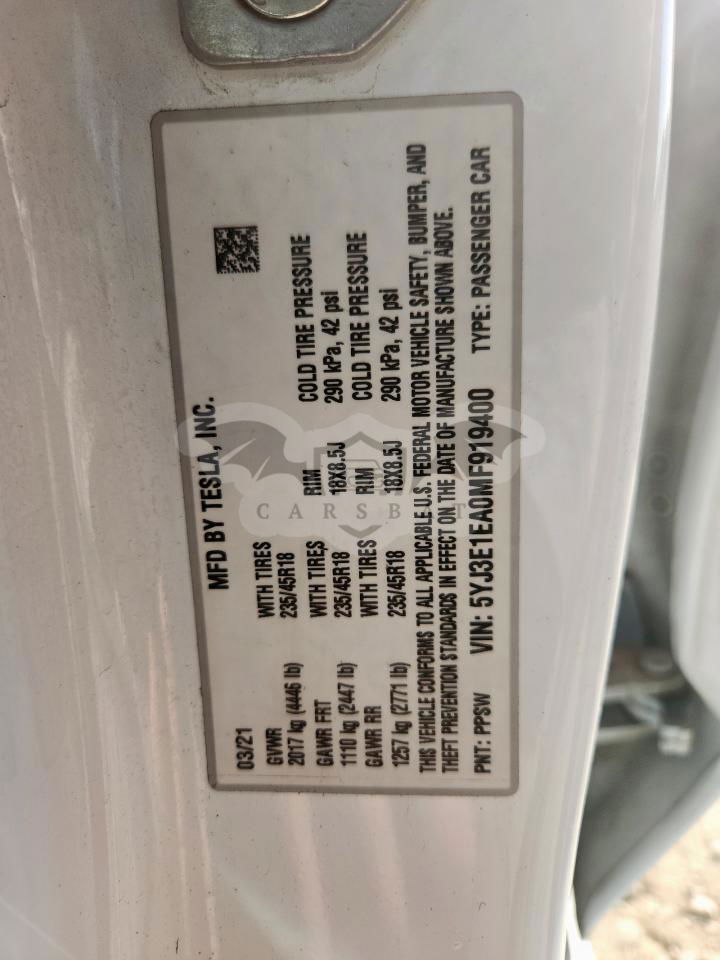 MFD BY TESLA, INC.
03/21
GVWR WITH TIRES RIM COLD TIRE PRESSURE
2017 kg (4446 lb) 235/45R18 18X8.5J 290 kPa, 42 psi
GAWR FRT WITH TIRES RIM COLD TIRE PRESSURE
1110 kg (2447 lb) 235/45R18 18X8.5J 290 kPa, 42 psi
GAWR RR WITH TIRES
1257 kg (2771 lb) 235/45R18
THIS VEHICLE CONFORMS TO ALL APPLICABLE U.S. FEDERAL MOTOR VEHICLE SAFETY, BUMPER, AND
THEFT PREVENTION STANDARDS IN EFFECT ON THE DATE OF MANUFACTURE SHOWN ABOVE.
PNT: PPSW VIN: 5YJ3E1EA0MF919400 TYPE: PASSENGER CAR